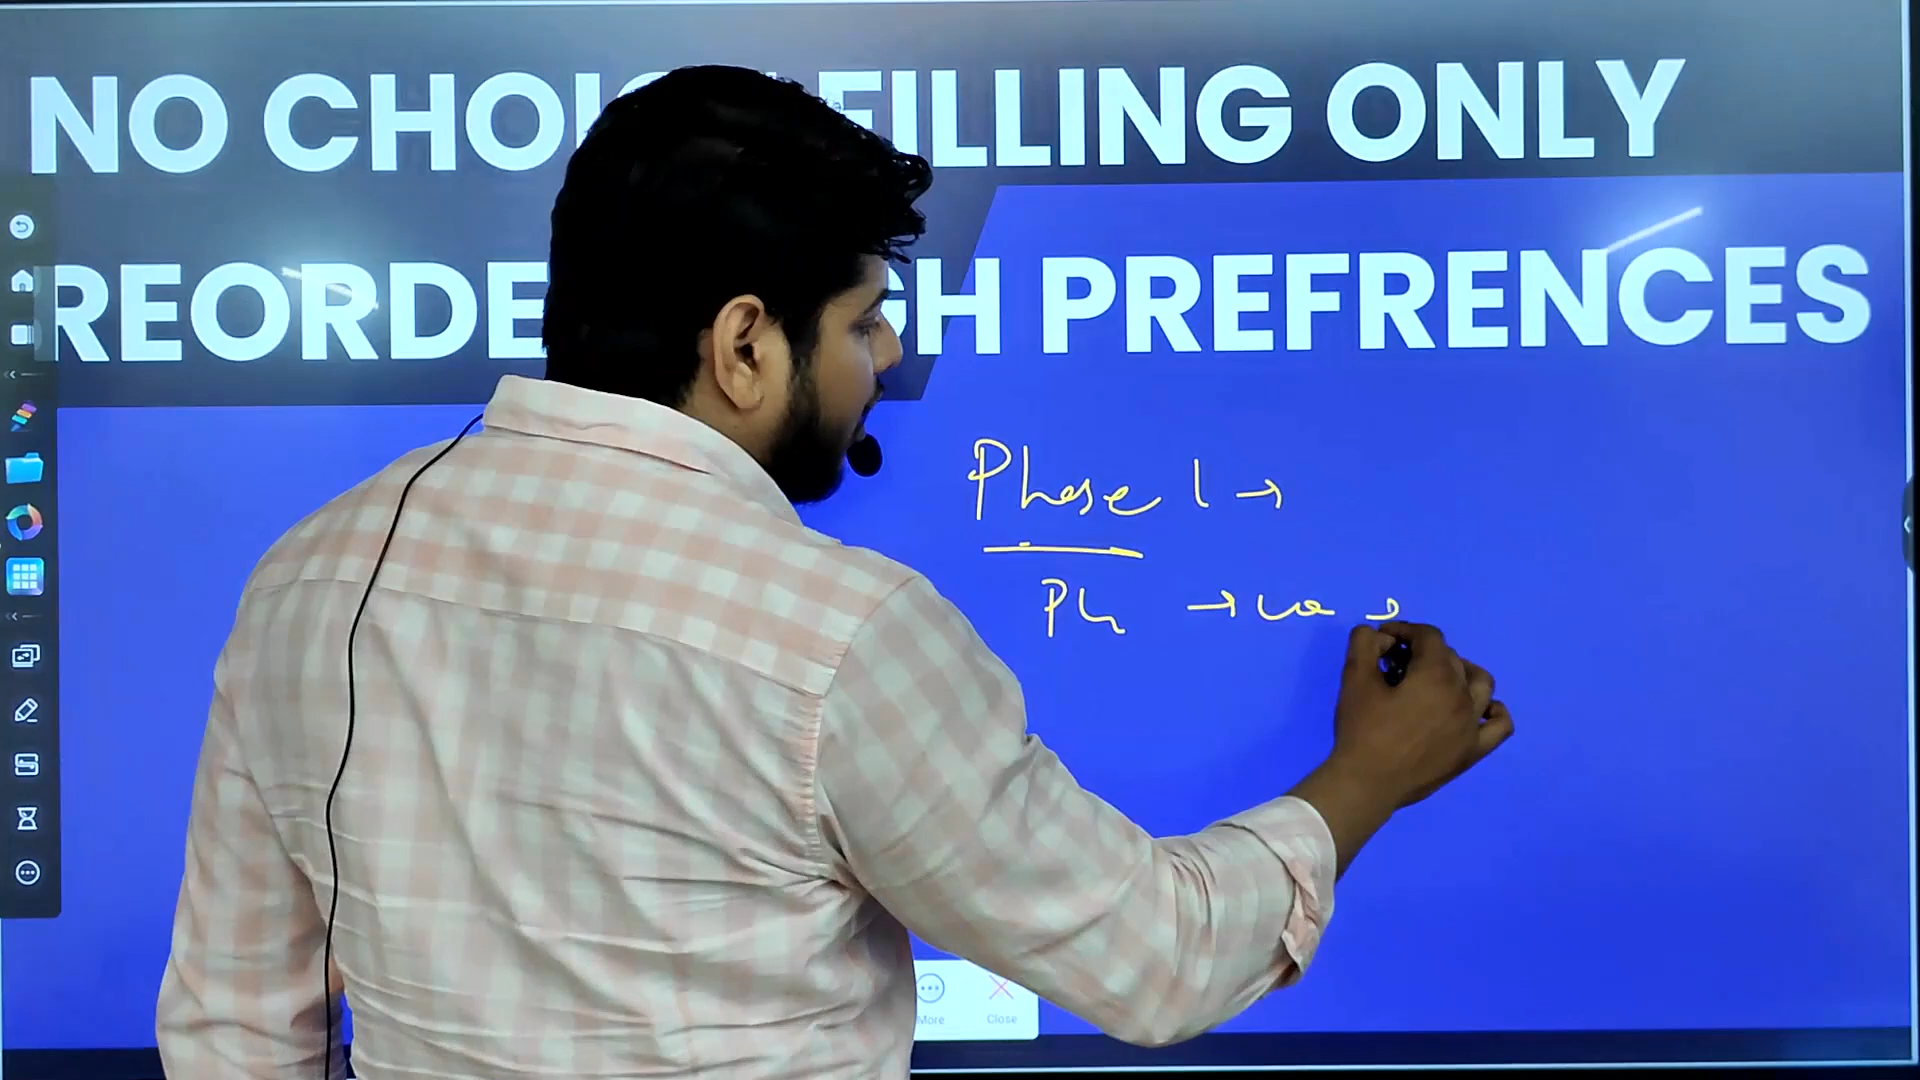 NO CHOI FILLING ONLY
REORDE GH PREFRENCES
Phase 1 →
Ph →
More Close